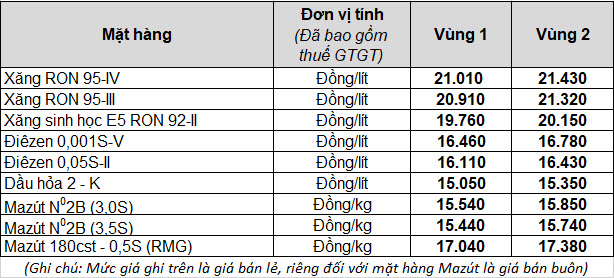 Mặt hàng Đơn vị tính Vùng 1 Vùng 2
(Đã bao gồm
thuế GTGT)
Xăng RON 95-IV Đồng/lít 21.010 21.430
Xăng RON 95-III Đồng/lít 20.910 21.320
Xăng sinh học E5 RON 92-II Đồng/lít 19.760 20.150
Điêzen 0,001S-V Đồng/lít 16.460 16.780
Điêzen 0,05S-II Đồng/lít 16.110 16.430
Dầu hỏa 2 - K Đồng/lít 15.050 15.350
Mazút N⁰2B (3,0S) Đồng/kg 15.540 15.850
Mazút N⁰2B (3,5S) Đồng/kg 15.440 15.740
Mazút 180cst - 0,5S (RMG) Đồng/kg 17.040 17.380
(Ghi chú: Mức giá ghi trên là giá bán lẻ, riêng đối với mặt hàng Mazút là giá bán buôn)